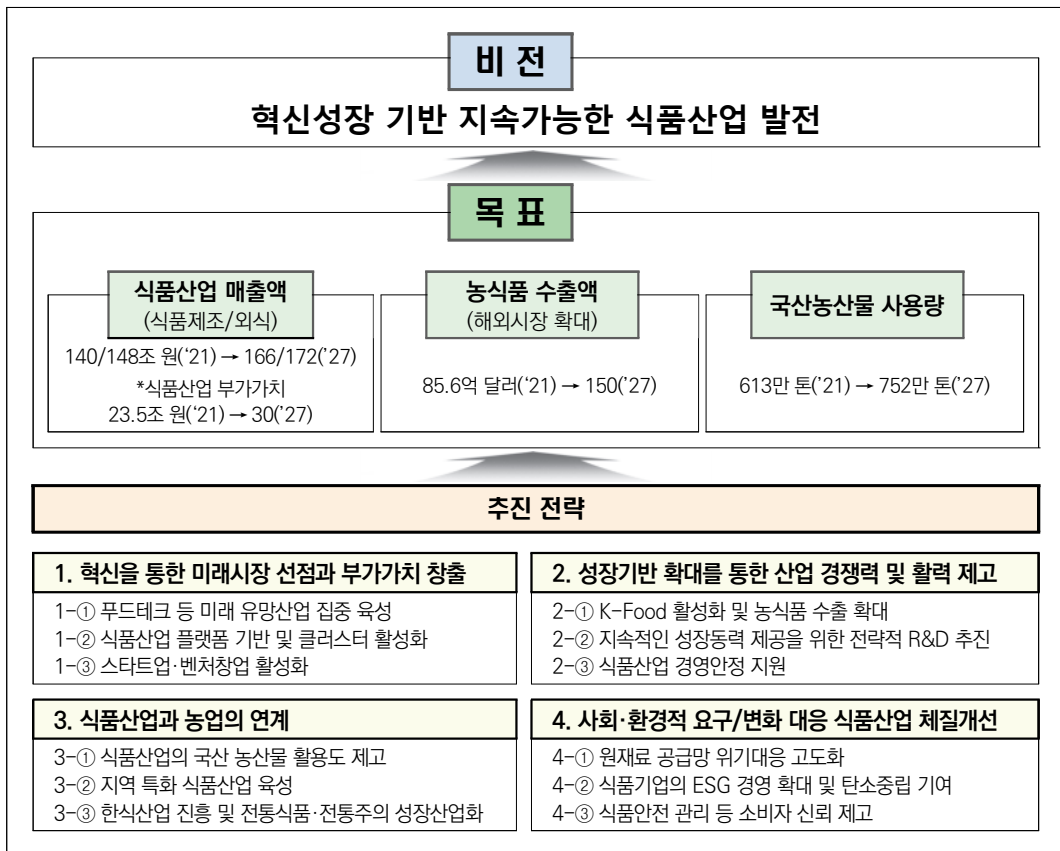 비 전
혁신성장 기반 지속가능한 식품산업 발전
목 표
식품산업 매출액
(식품제조/외식)
140/148조 원(‘21) → 166/172(’27)
*식품산업 부가가치
23.5조 원(‘21) → 30(’27)
농식품 수출액
(해외시장 확대)
85.6억 달러(‘21) → 150(’27)
국산농산물 사용량
613만 톤(’21) → 752만 톤(’27)
추진 전략
1. 혁신을 통한 미래시장 선점과 부가가치 창출
1-① 푸드테크 등 미래 유망산업 집중 육성
1-② 식품산업 플랫폼 기반 및 클러스터 활성화
1-③ 스타트업·벤처창업 활성화
2. 성장기반 확대를 통한 산업 경쟁력 및 활력 제고
2-① K-Food 활성화 및 농식품 수출 확대
2-② 지속적인 성장동력 제공을 위한 전략적 R&D 추진
2-③ 식품산업 경영안정 지원
3. 식품산업과 농업의 연계
3-① 식품산업의 국산 농산물 활용도 제고
3-② 지역 특화 식품산업 육성
3-③ 한식산업 진흥 및 전통식품·전통주의 성장산업화
4. 사회·환경적 요구/변화 대응 식품산업 체질개선
4-① 원재료 공급망 위기대응 고도화
4-② 식품기업의 ESG 경영 확대 및 탄소중립 기여
4-③ 식품안전 관리 등 소비자 신뢰 제고